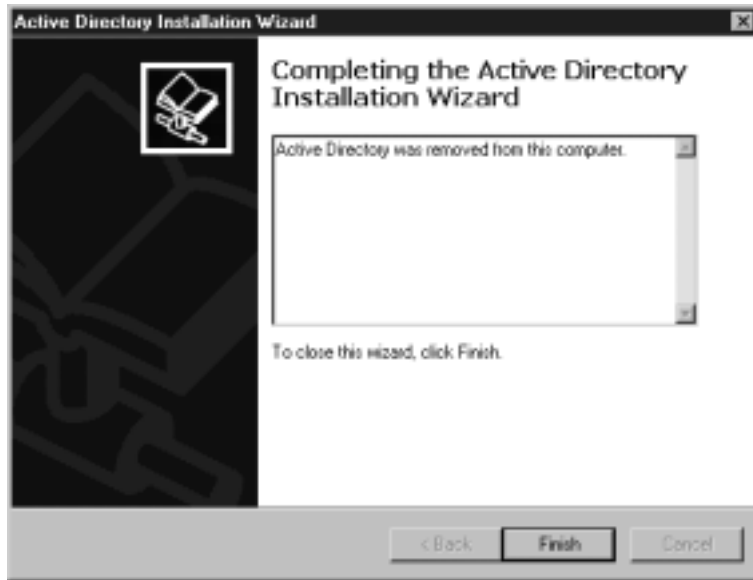 Active Directory Installation Wizard
Completing the Active Directory
Installation Wizard
Active Directory was removed from this computer.
To close this wizard, click Finish.
< Back
Finish
Cancel